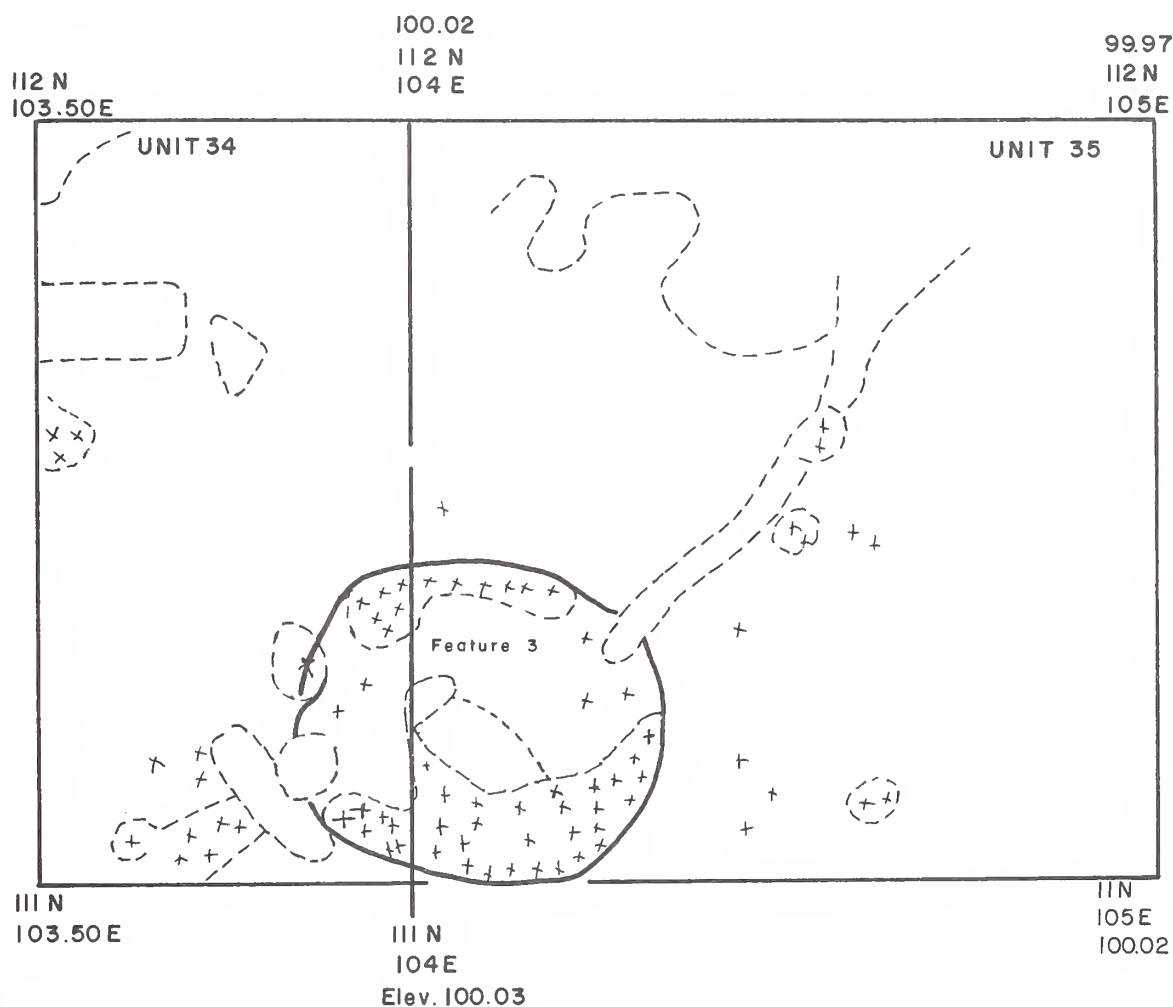 100.02
112 N
104 E
99.97
112 N
105E
112 N
103.50E
UNIT 34
UNIT 35
Feature 3
111 N
103.50 E
111 N
104E
Elev. 100.03
11N
105E
100.02